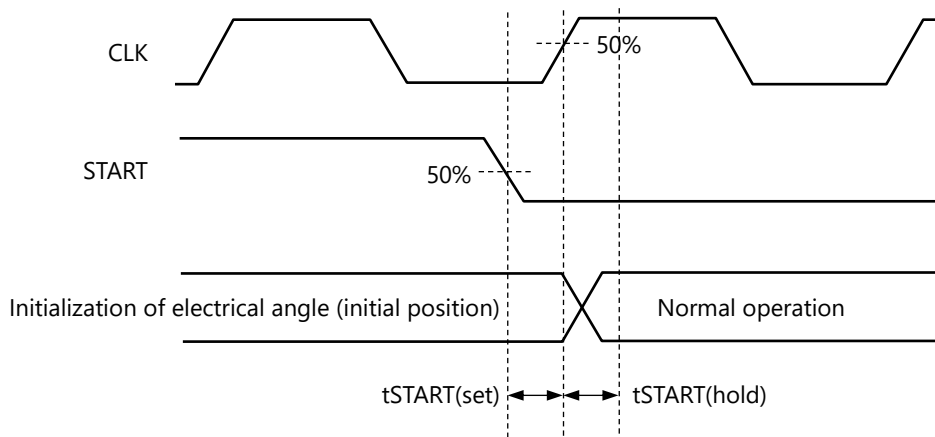 CLK
50%
START
50%
Initialization of electrical angle (initial position)
Normal operation
tSTART(set)
tSTART(hold)